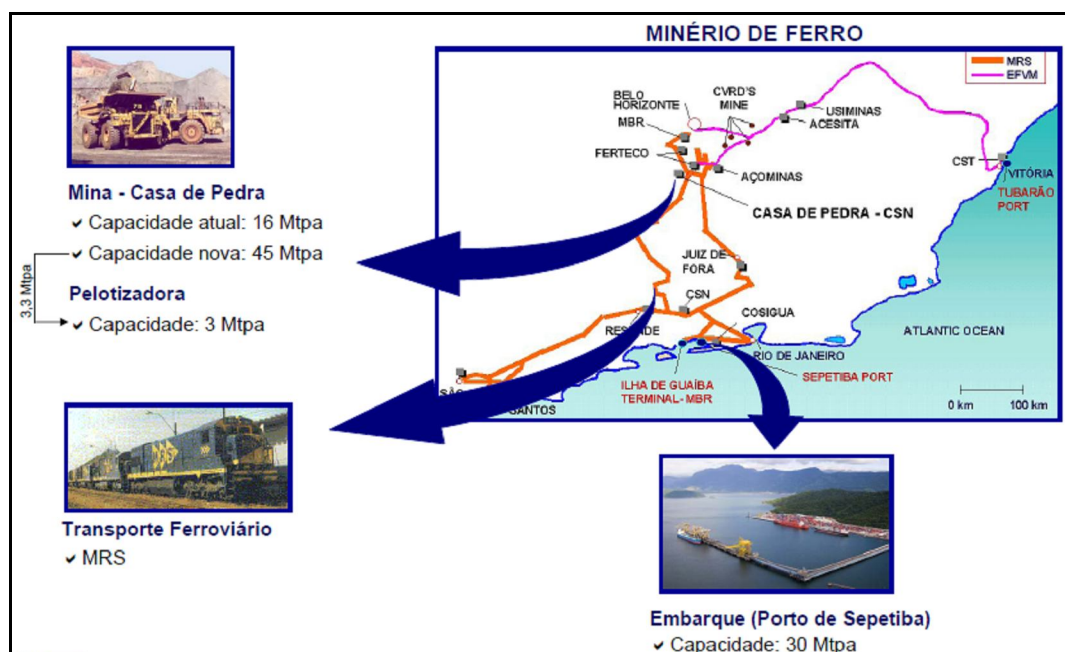 MINÉRIO DE FERRO
MRS
EFVM
BELO
HORIZONTE
CVRD'S
MINE
MBR
USIMINAS
ACESITA
FERTECO
AÇOMINAS
CST
VITÓRIA
TUBARÃO
PORT
CASA DE PEDRA - CSN
JUIZ DE
FORA
CSN
COSIGUA
ATLANTIC OCEAN
RIO DE JANEIRO
SEPETIBA PORT
ILHA DE GUAÍBA
TERMINAL- MBR
0 km 100 km
Mina - Casa de Pedra
✓ Capacidade atual: 16 Mtpa
✓ Capacidade nova: 45 Mtpa
3,3 Mtpa
Pelotizadora
✓ Capacidade: 3 Mtpa
Transporte Ferroviário
✓ MRS
Embarque (Porto de Sepetiba)
✓ Capacidade: 30 Mtpa